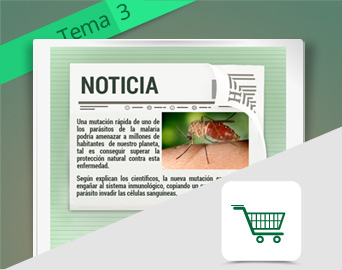 Tema 3
NOTICIA
Una mutación rápida de uno de
los parásitos de la malaria
podría amenazar a millones de
habitantes de nuestro planeta,
tal es conseguir superar la
protección natural contra esta
enfermedad.
Según explican los científicos, la nueva mutación es
engañar al sistema inmunológico, copiando un
parásito invadir las células sanguíneas.